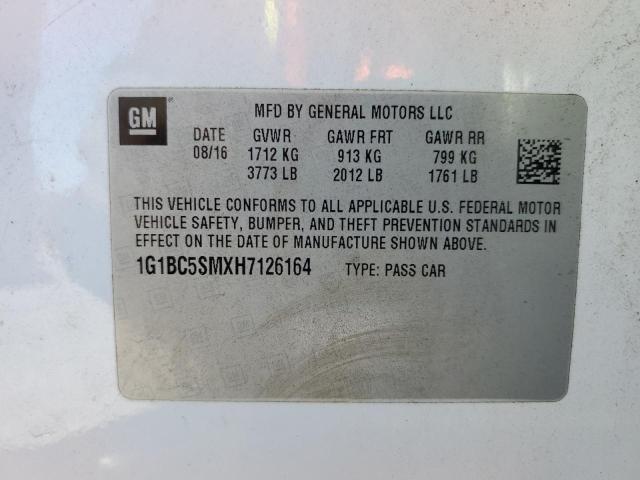 GM
MFD BY GENERAL MOTORS LLC
DATE GVWR GAWR FRT GAWR RR
08/16 1712 KG 913 KG 799 KG
3773 LB 2012 LB 1761 LB
THIS VEHICLE CONFORMS TO ALL APPLICABLE U.S. FEDERAL MOTOR
VEHICLE SAFETY, BUMPER, AND THEFT PREVENTION STANDARDS IN
EFFECT ON THE DATE OF MANUFACTURE SHOWN ABOVE.
1G1BC5SMXH7126164 TYPE: PASS CAR